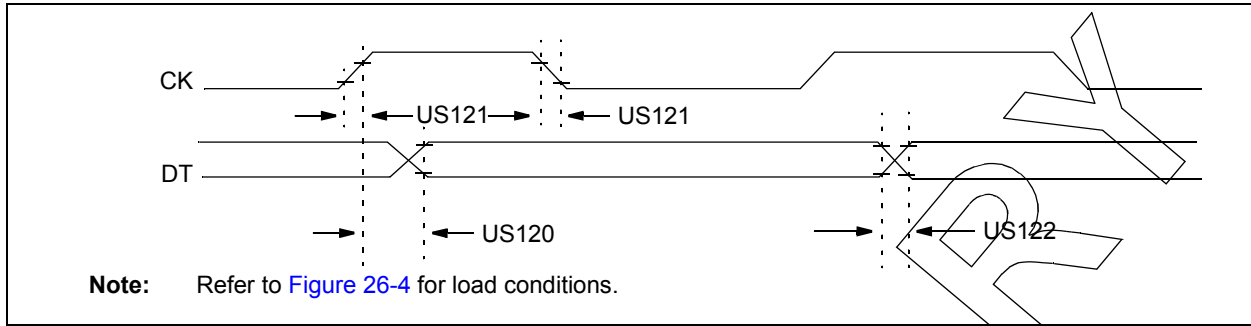 CK
US121 US121
DT
US120 US122
Note: Refer to Figure 26-4 for load conditions.
R Y